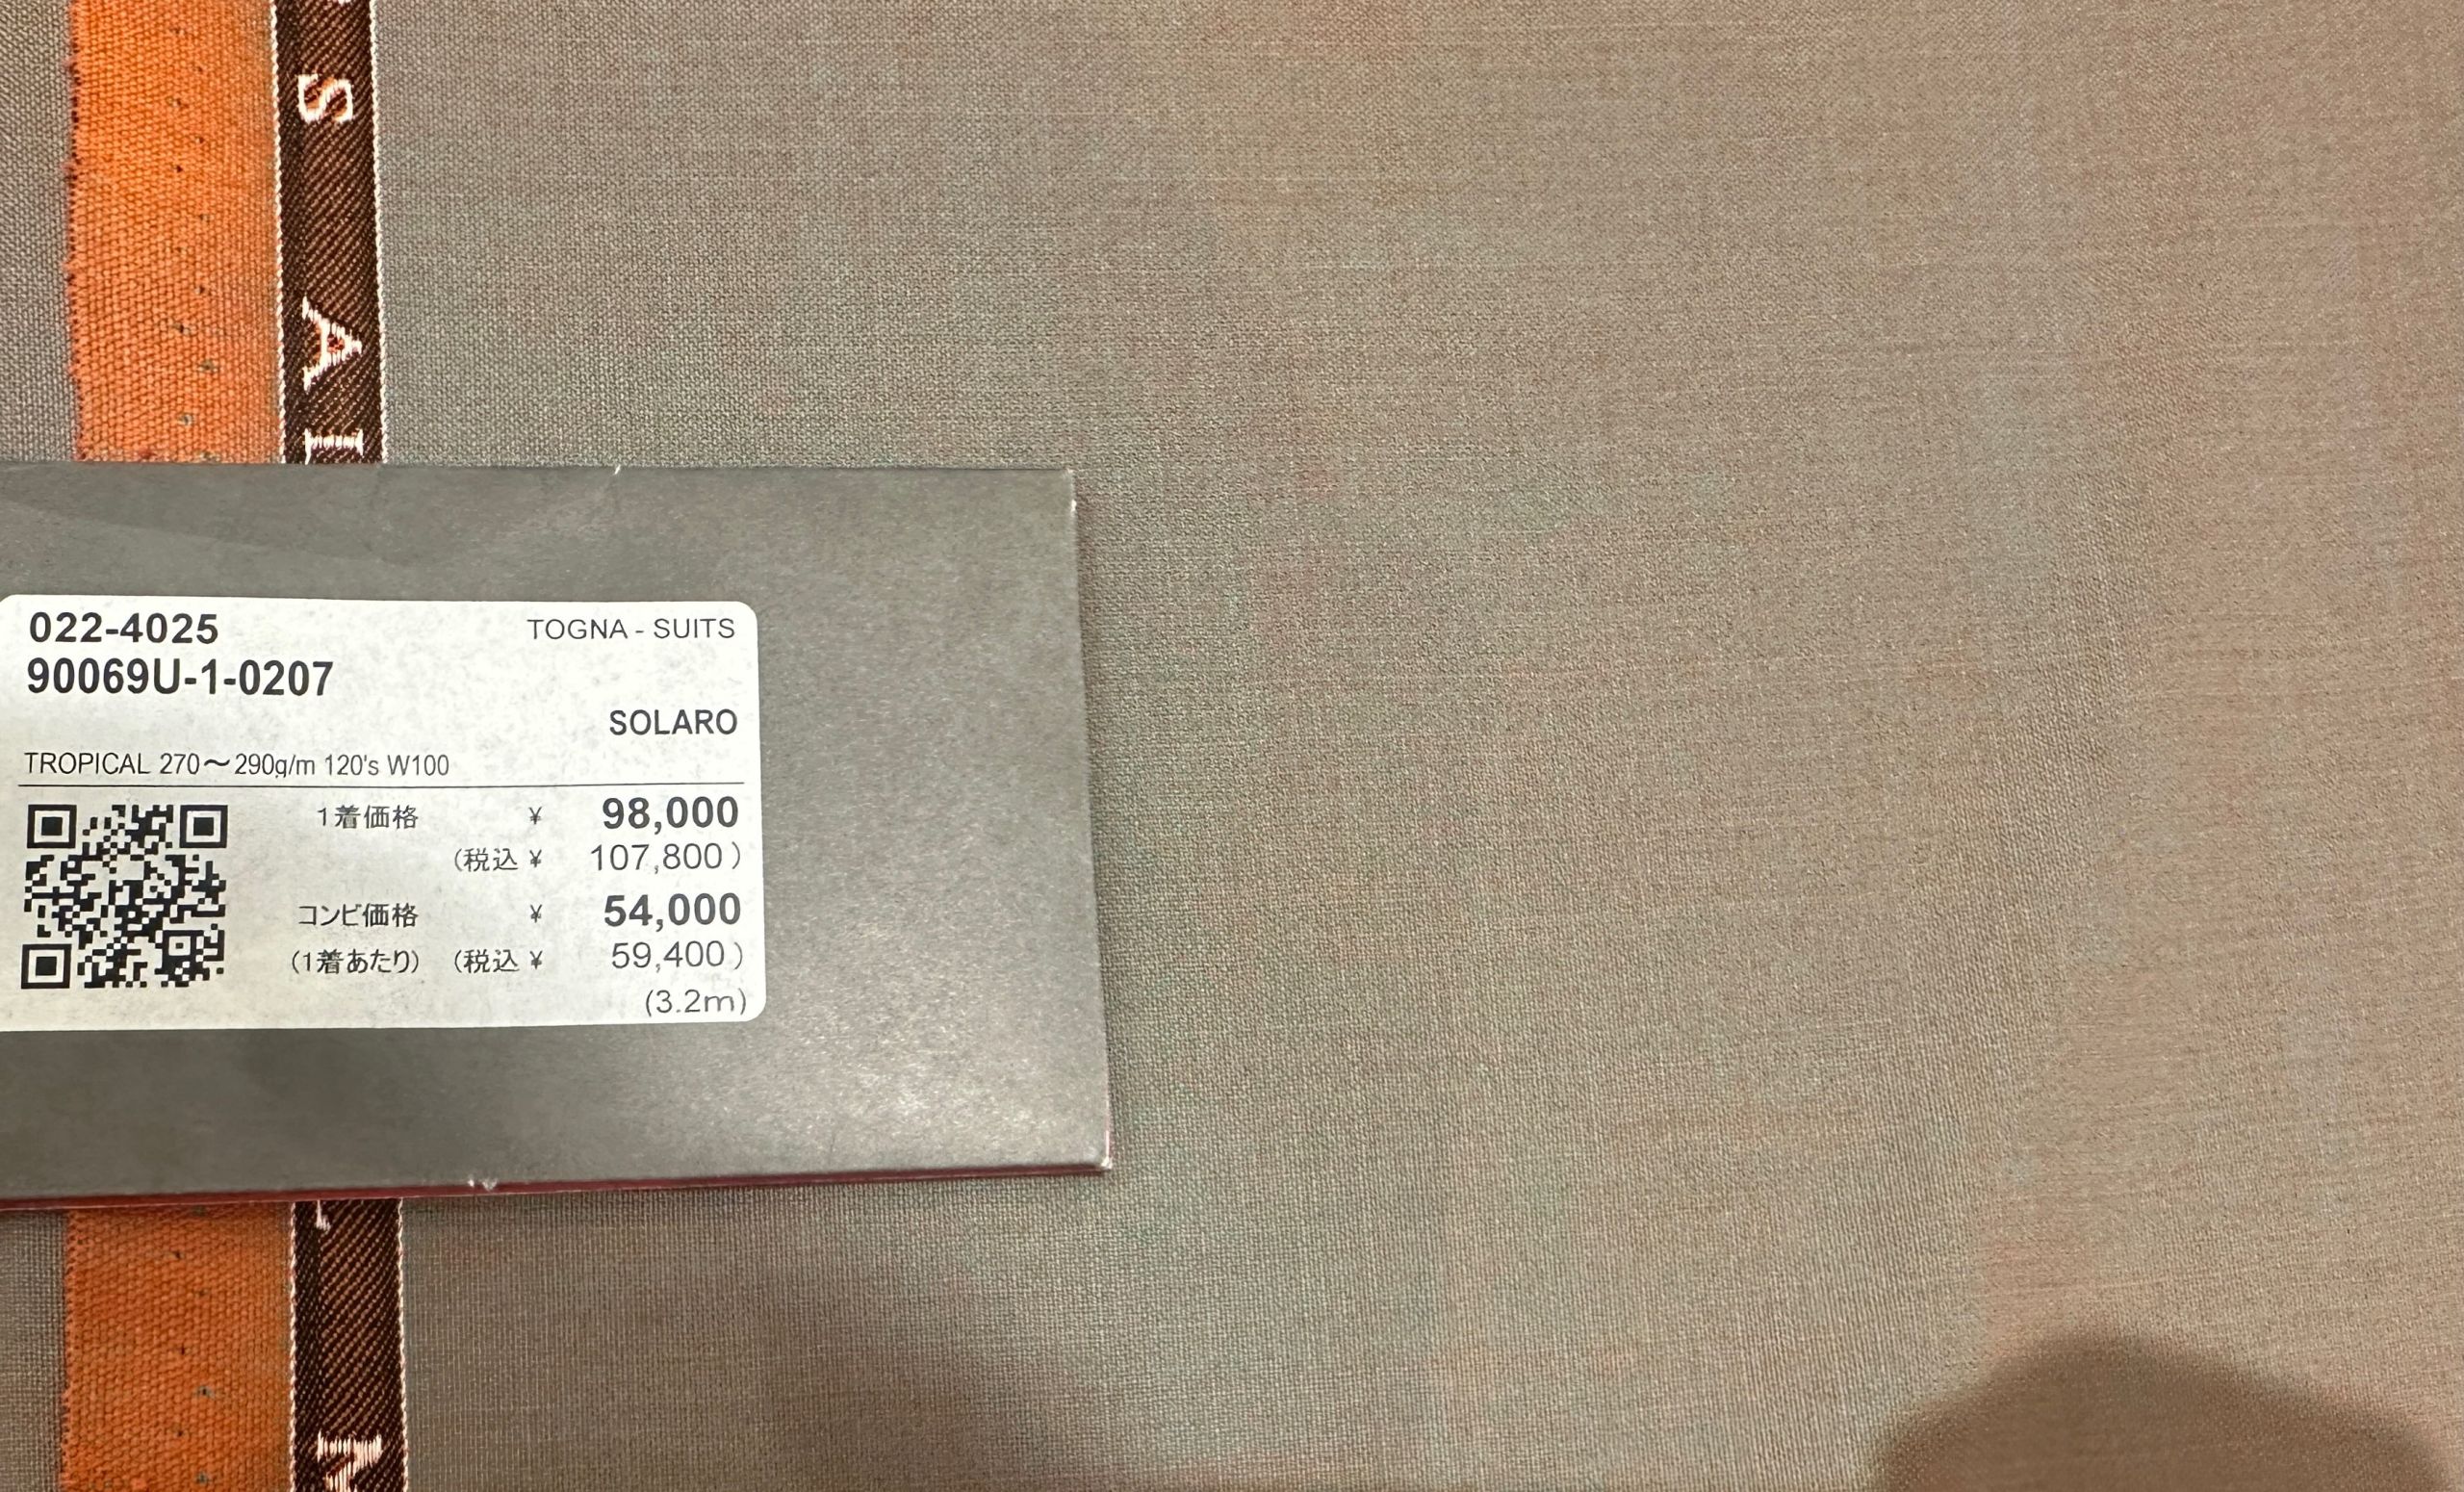 S A I
N
022-4025
TOGNA - SUITS
90069U-1-0207
SOLARO
TROPICAL 270～290g/m 120's W100
1着価格 ¥ 98,000
(税込 ¥ 107,800)
コンビ価格 ¥ 54,000
(1着あたり) (税込 ¥ 59,400)
(3.2m)